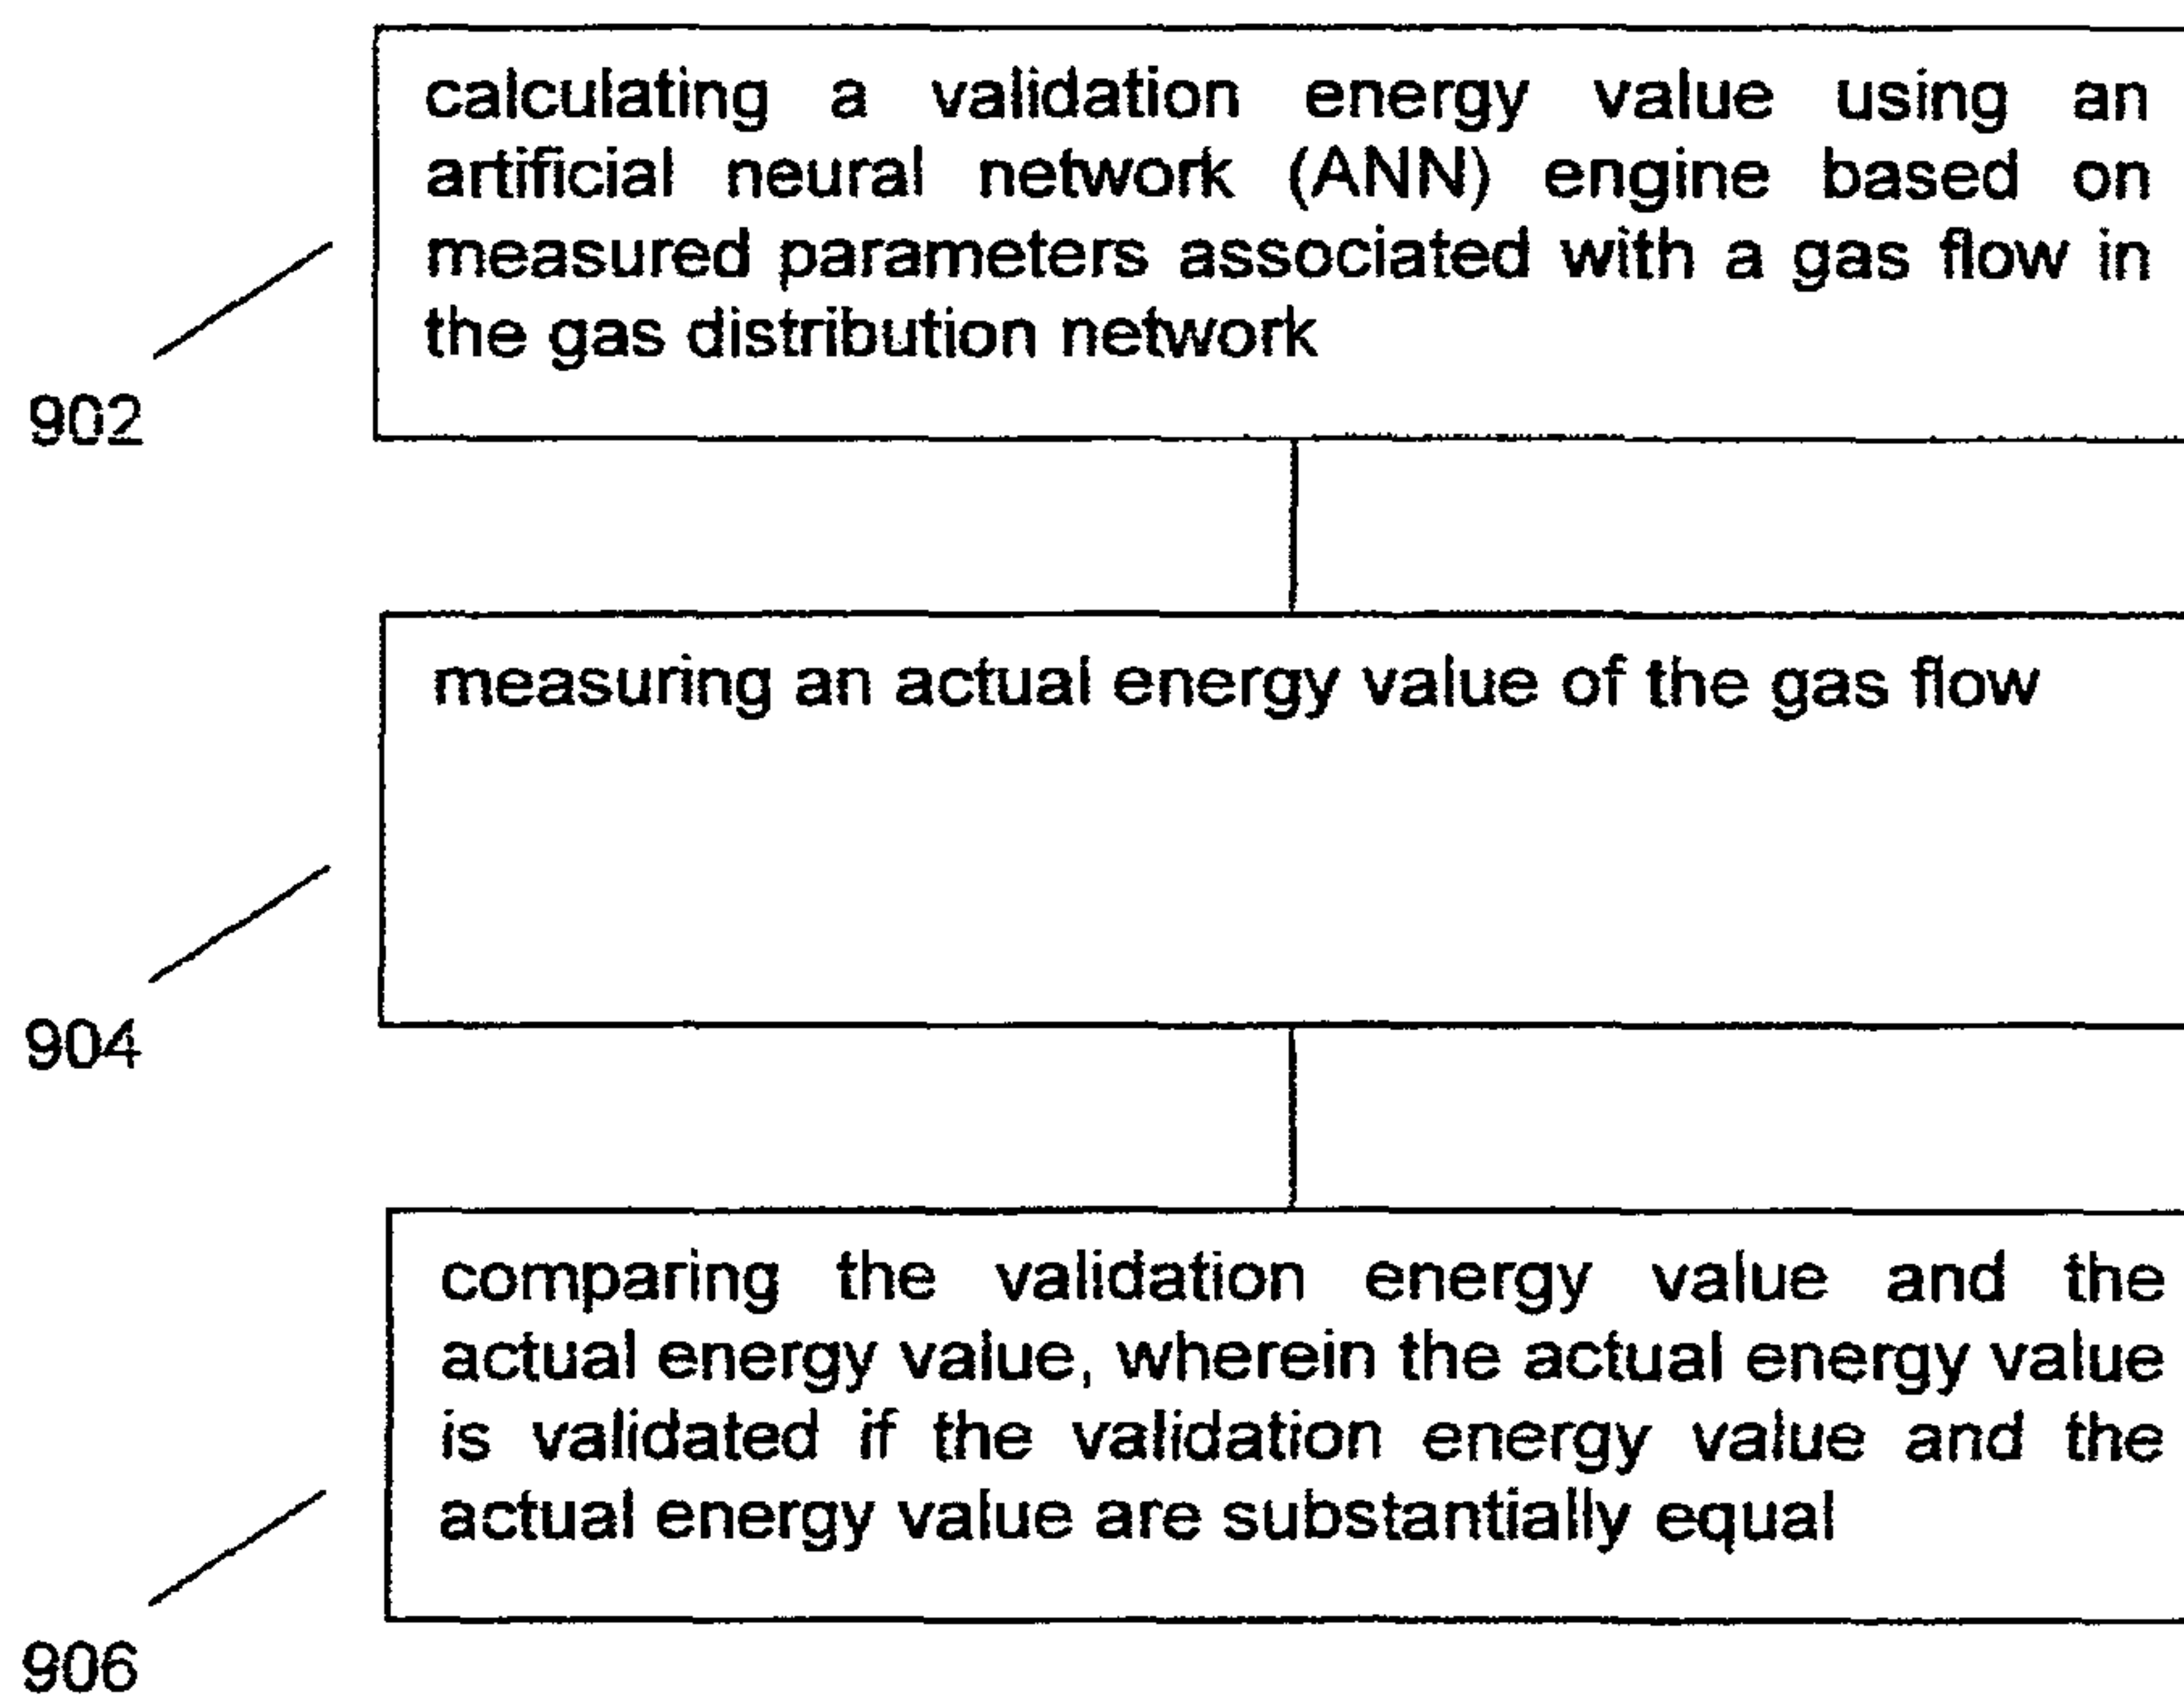 calculating a validation energy value using an
artificial neural network (ANN) engine based on
measured parameters associated with a gas flow in
the gas distribution network
902
measuring an actual energy value of the gas flow
904
comparing the validation energy value and the
actual energy value, wherein the actual energy value
is validated if the validation energy value and the
actual energy value are substantially equal
906